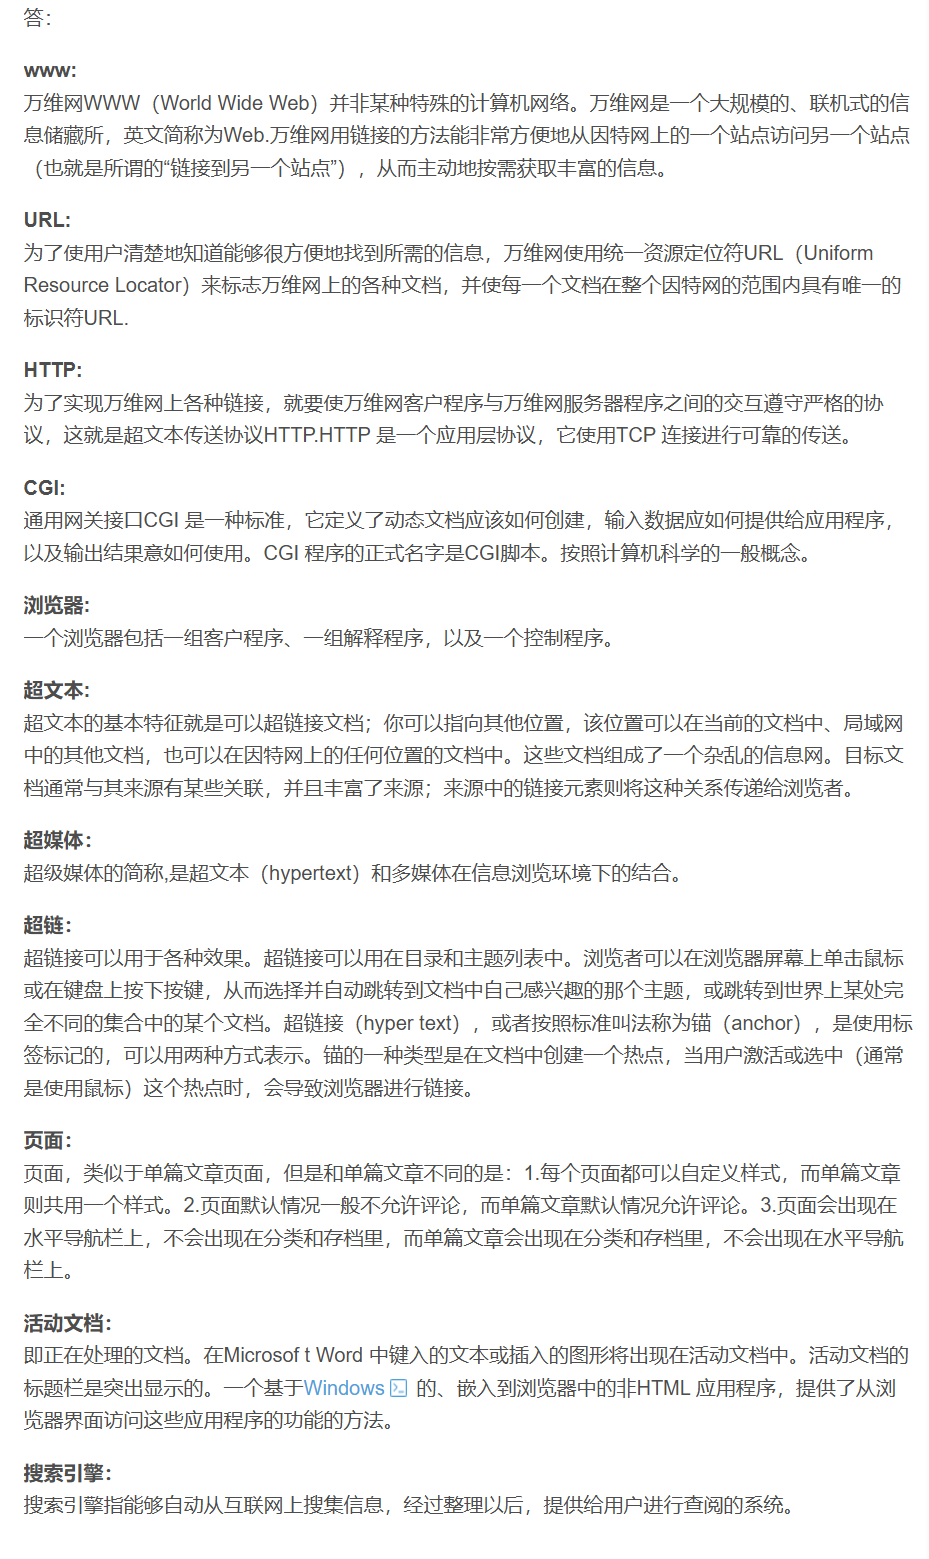 答：
www:
万维网WWW（World Wide Web）并非某种特殊的计算机网络。万维网是一个大规模的、联机式的信
息储藏所，英文简称为Web.万维网用链接的方法能非常方便地从因特网上的一个站点访问另一个站点
（也就是所谓的“链接到另一个站点”），从而主动地按需获取丰富的信息。
URL:
为了使用户清楚地知道能够很方便地找到所需的信息，万维网使用统一资源定位符URL（Uniform
Resource Locator）来标志万维网上的各种文档，并使每一个文档在整个因特网的范围内具有唯一的
标识符URL.
HTTP:
为了实现万维网上各种链接，就要使万维网客户程序与万维网服务器程序之间的交互遵守严格的协
议，这就是超文本传送协议HTTP.HTTP 是一个应用层协议，它使用TCP 连接进行可靠的传送。
CGI:
通用网关接口CGI 是一种标准，它定义了动态文档应该如何创建，输入数据应如何提供给应用程序，
以及输出结果意如何使用。CGI 程序的正式名字是CGI脚本。按照计算机科学的一般概念。
浏览器:
一个浏览器包括一组客户程序、一组解释程序，以及一个控制程序。
超文本:
超文本的基本特征就是可以超链接文档；你可以指向其他位置，该位置可以在当前的文档中、局域网
中的其他文档，也可以在因特网上的任何位置的文档中。这些文档组成了一个杂乱的信息网。目标文
档通常与其来源有某些关联，并且丰富了来源；来源中的链接元素则将这种关系传递给浏览者。
超媒体：
超级媒体的简称,是超文本（hypertext）和多媒体在信息浏览环境下的结合。
超链：
超链接可以用于各种效果。超链接可以用在目录和主题列表中。浏览者可以在浏览器屏幕上单击鼠标
或在键盘上按下按键，从而选择并自动跳转到文档中自己感兴趣的那个主题，或跳转到世界上某处完
全不同的集合中的某个文档。超链接（hyper text），或者按照标准叫法称为锚（anchor），是使用标
签标记的，可以用两种方式表示。锚的一种类型是在文档中创建一个热点，当用户激活或选中（通常
是使用鼠标）这个热点时，会导致浏览器进行链接。
页面：
页面，类似于单篇文章页面，但是和单篇文章不同的是：1.每个页面都可以自定义样式，而单篇文章
则共用一个样式。2.页面默认情况一般不允许评论，而单篇文章默认情况允许评论。3.页面会出现在
水平导航栏上，不会出现在分类和存档里，而单篇文章会出现在分类和存档里，不会出现在水平导航
栏上。
活动文档：
即正在处理的文档。在Microsof t Word 中键入的文本或插入的图形将出现在活动文档中。活动文档的
标题栏是突出显示的。一个基于Windows 的、嵌入到浏览器中的非HTML 应用程序，提供了从浏
览器界面访问这些应用程序的功能的方法。
搜索引擎：
搜索引擎指能够自动从互联网上搜集信息，经过整理以后，提供给用户进行查阅的系统。